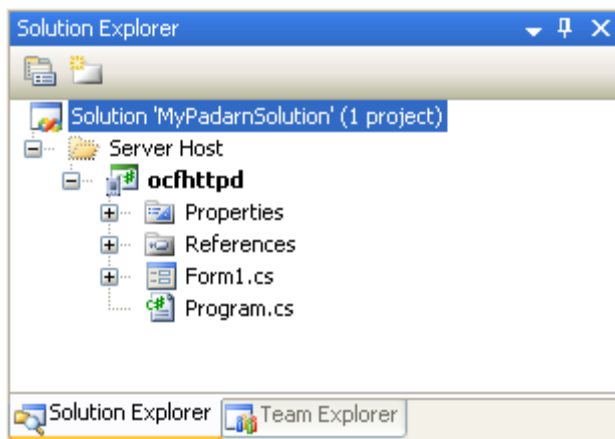 Solution Explorer
Solution 'MyPadarnSolution' (1 project)
Server Host
ocfhttpd
Properties
References
Form1.cs
Program.cs
Solution Explorer Team Explorer